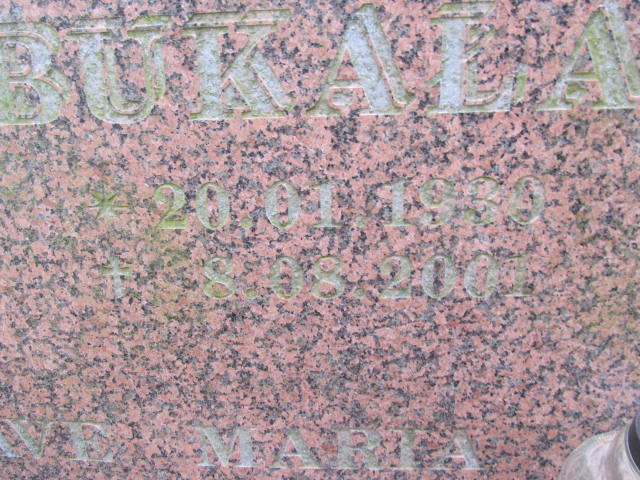 BUKAŁA
* 20.01.1930
† 8.08.2001
AVE MARIA